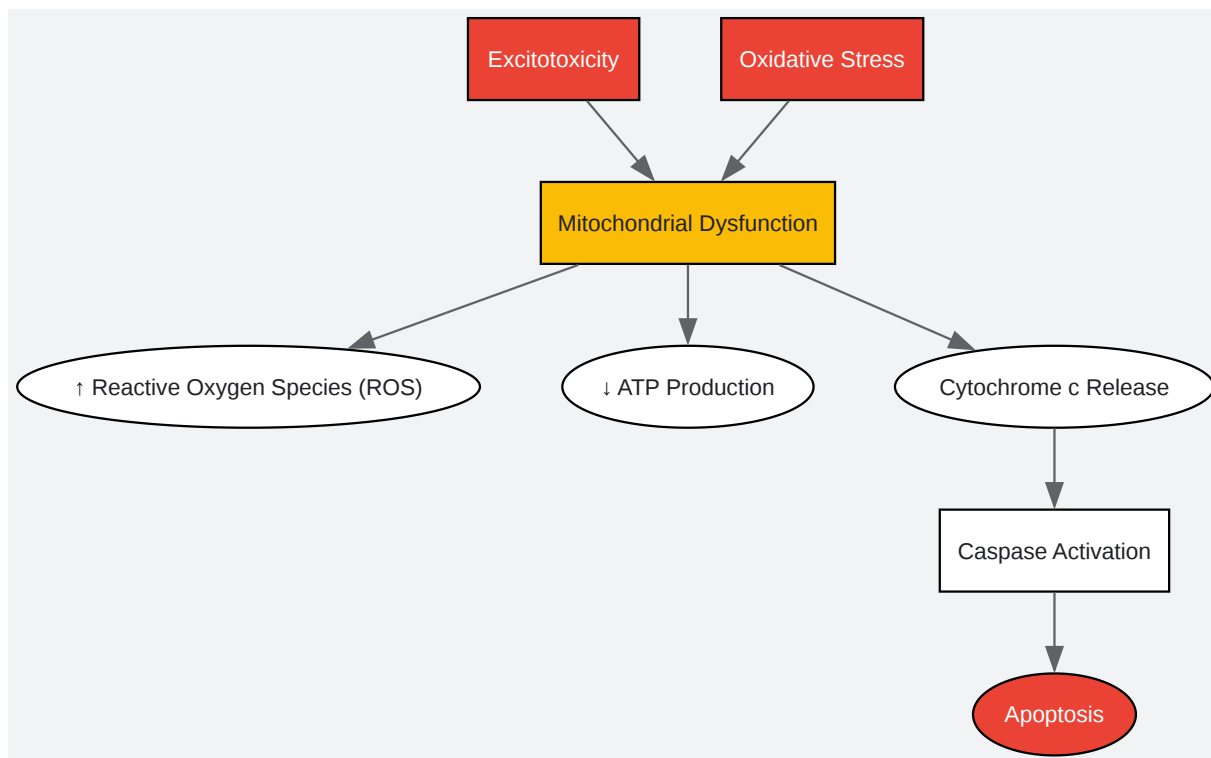 Excitotoxicity
Oxidative Stress
Mitochondrial Dysfunction
↑ Reactive Oxygen Species (ROS)
↓ ATP Production
Cytochrome c Release
Caspase Activation
Apoptosis